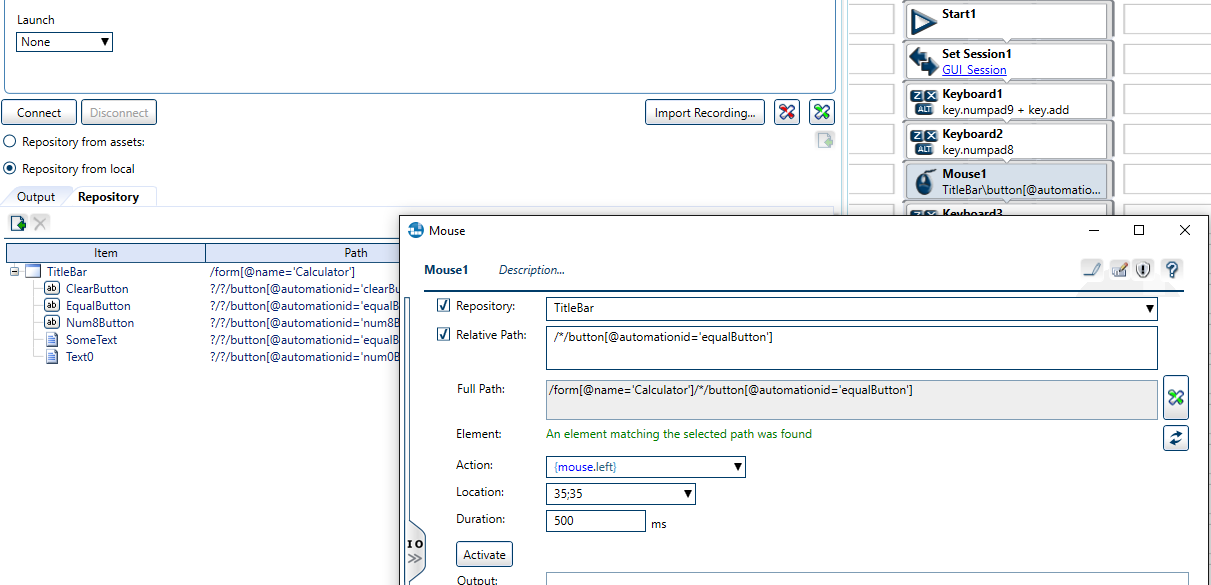 Launch
None
Connect
Disconnect
Import Recording...
Repository from assets:
Repository from local
Output
Repository
Item
Path
TitleBar
/form[@name='Calculator']
ClearButton
?/?/button[@automationid='clearBu
EqualButton
?/?/button[@automationid='equalB
Num8Button
?/?/button[@automationid='num8B
SomeText
?/?/button[@automationid='equalB
Text0
?/?/button[@automationid='num0B
Start1
Set Session1
GUI_Session
Z X
ALT
Keyboard1
key.numpad9 + key.add
Z X
ALT
Keyboard2
key.numpad8
Mouse1
TitleBar\button[@automatio...
Keyboard3
Mouse
Mouse1
Description...
Repository:
TitleBar
Relative Path:
/*/button[@automationid='equalButton']
Full Path:
/form[@name='Calculator']/*/button[@automationid='equalButton']
Element:
An element matching the selected path was found
Action:
{mouse.left}
Location:
35;35
Duration:
500
ms
I O
Activate
Output: